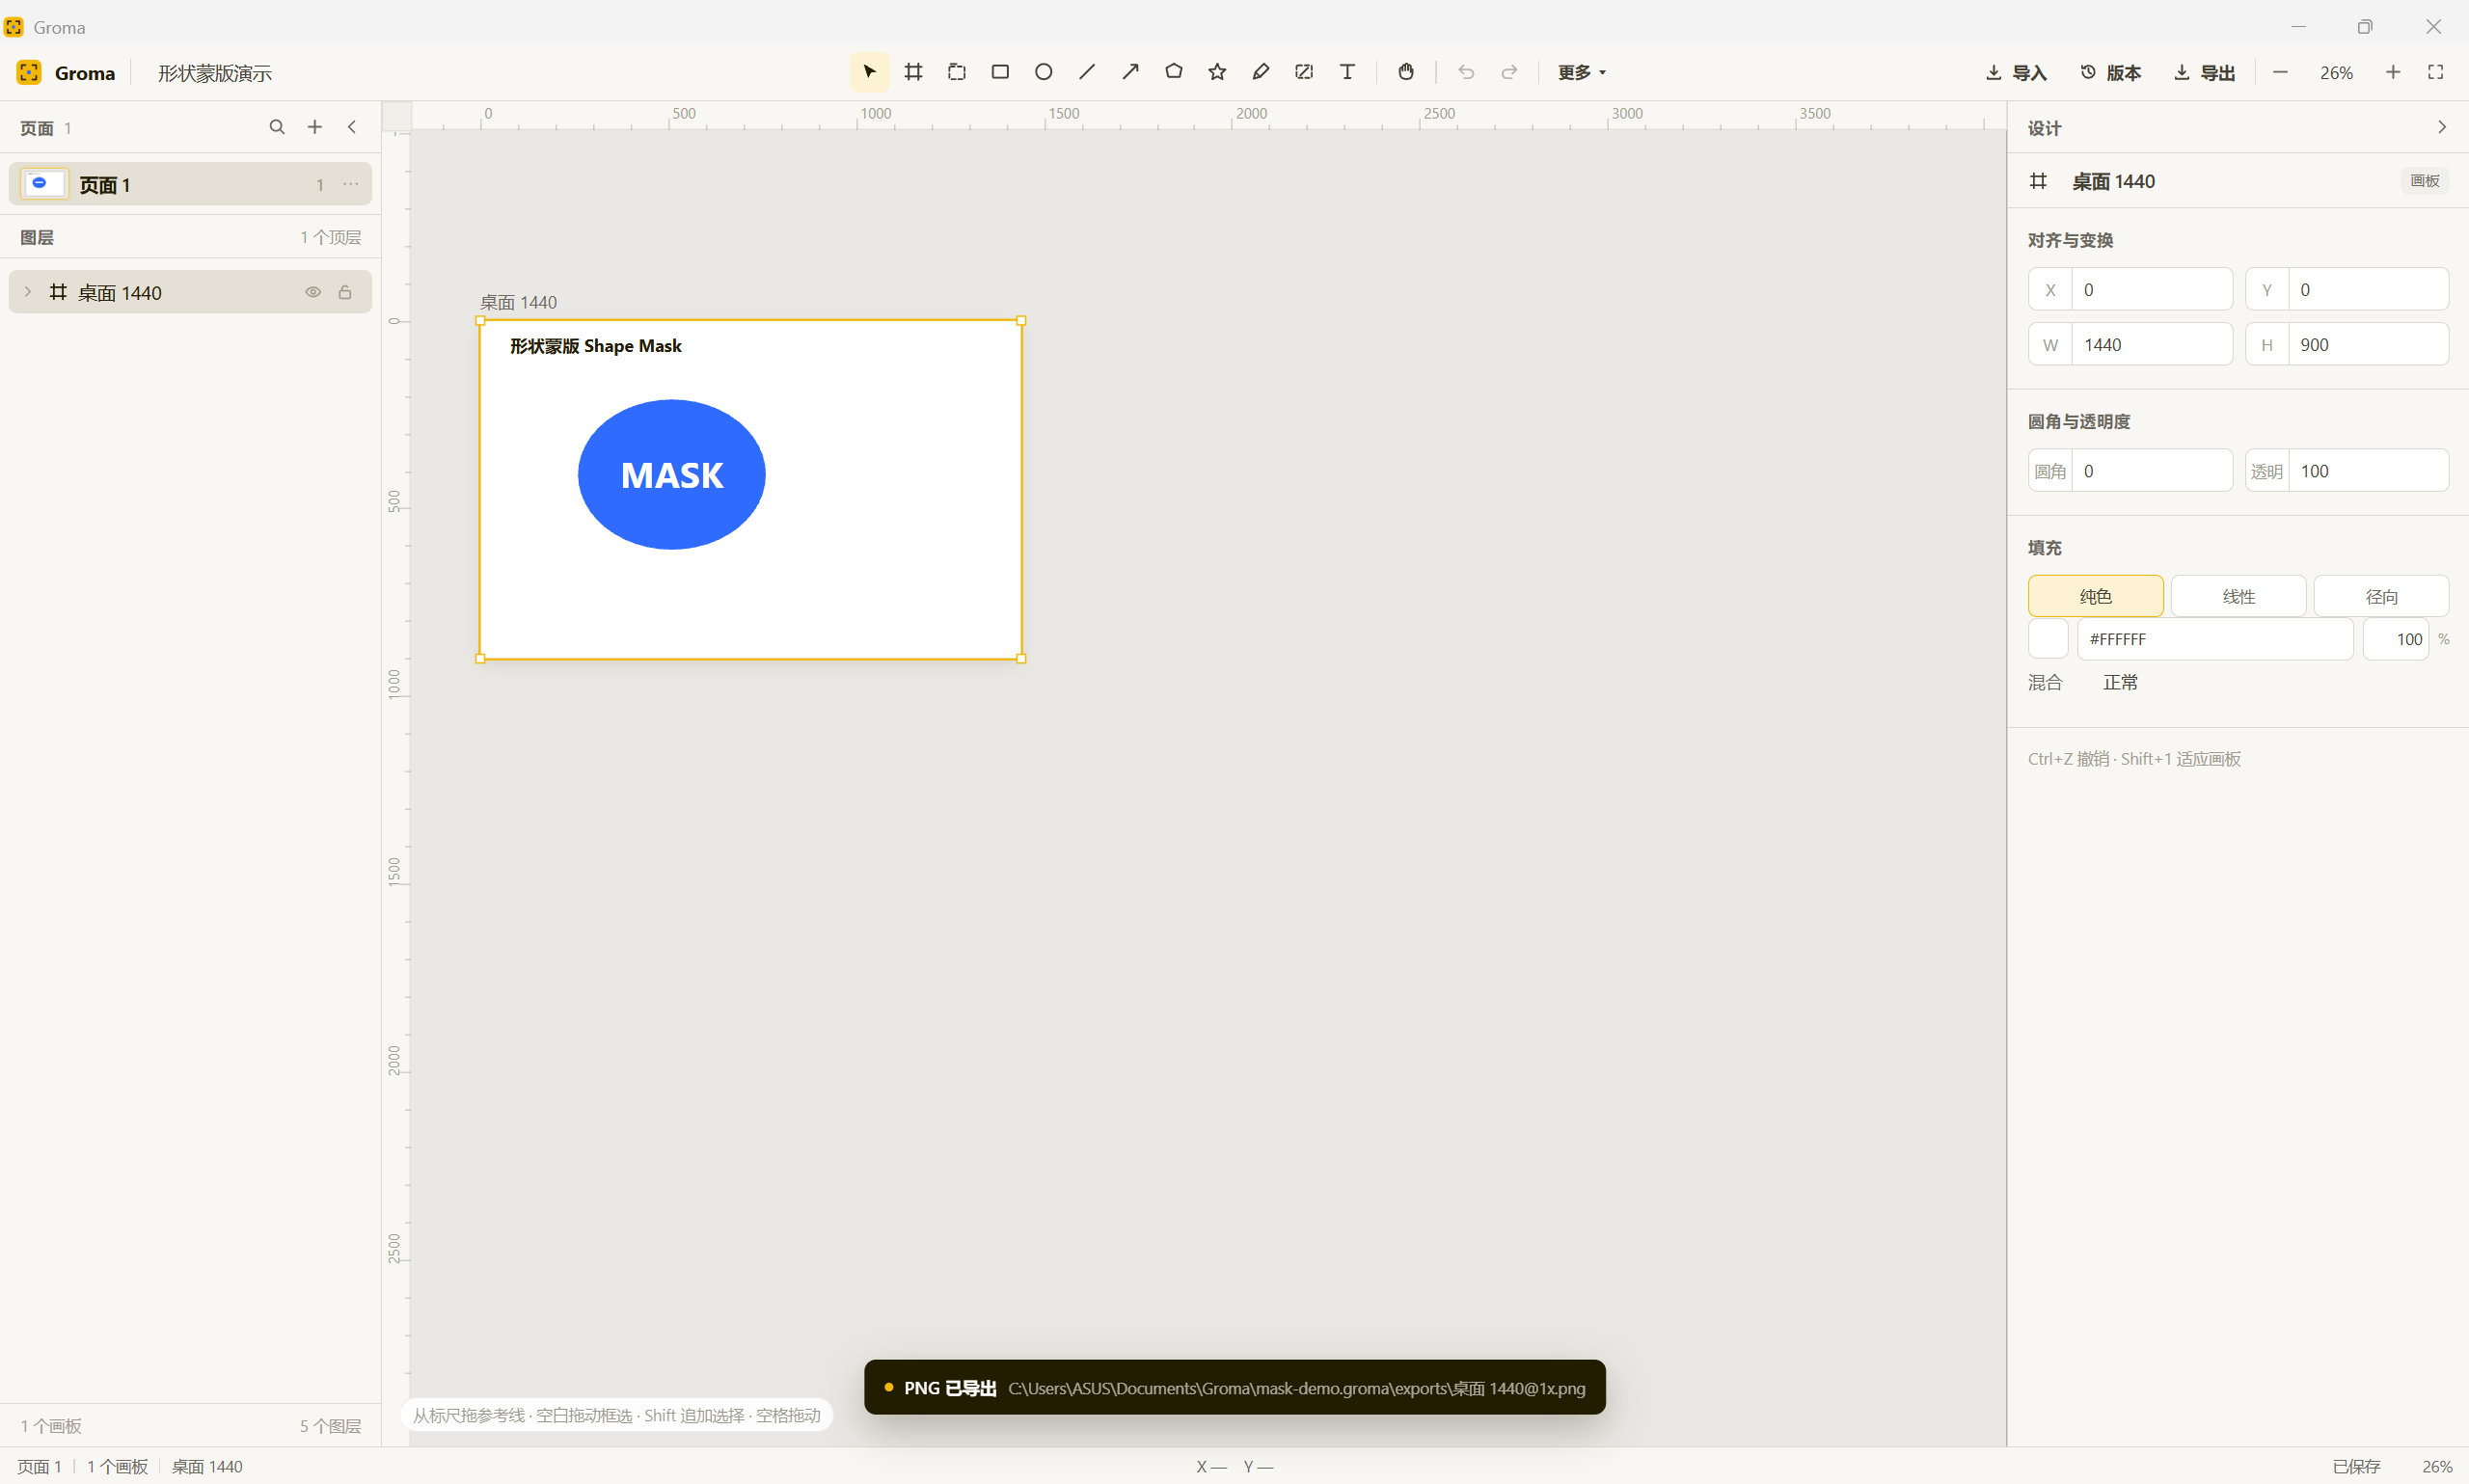 Groma
Groma
形状蒙版演示
更多
导入
版本
导出
26%
页面 1
页面 1
1
图层
1 个顶层
桌面 1440
0 500 1000 1500 2000 2500 3000 3500
0
500
1000
1500
2000
2500
桌面 1440
形状蒙版 Shape Mask
MASK
设计
桌面 1440
画板
对齐与变换
X 0
Y 0
W 1440
H 900
圆角与透明度
圆角 0
透明 100
填充
纯色
线性
径向
#FFFFFF
100 %
混合 正常
Ctrl+Z 撤销 · Shift+1 适应画板
PNG 已导出 C:\Users\ASUS\Documents\Groma\mask-demo.groma\exports\桌面 1440@1x.png
从标尺拖参考线 · 空白拖动框选 · Shift 追加选择 · 空格拖动
1 个画板
5 个图层
页面 1
1 个画板
桌面 1440
X — Y —
已保存
26%